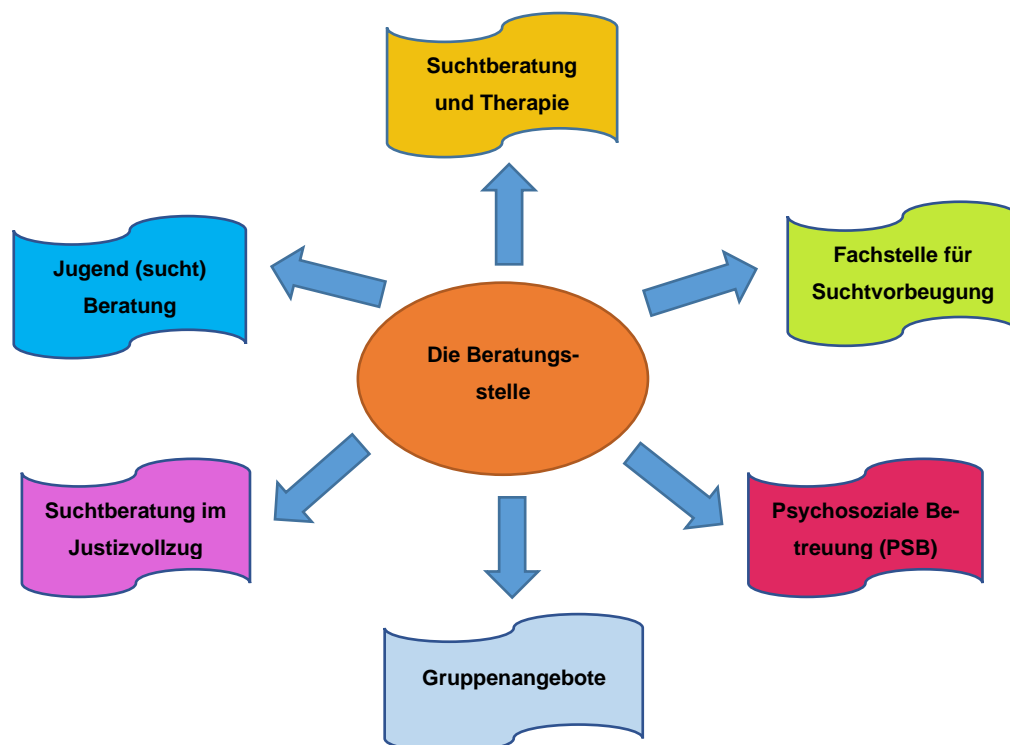 Suchtberatung
und Therapie
Jugend (sucht)
Beratung
Fachstelle für
Suchtvorbeugung
Die Beratungs-
stelle
Suchtberatung im
Justizvollzug
Psychosoziale Be-
treuung (PSB)
Gruppenangebote